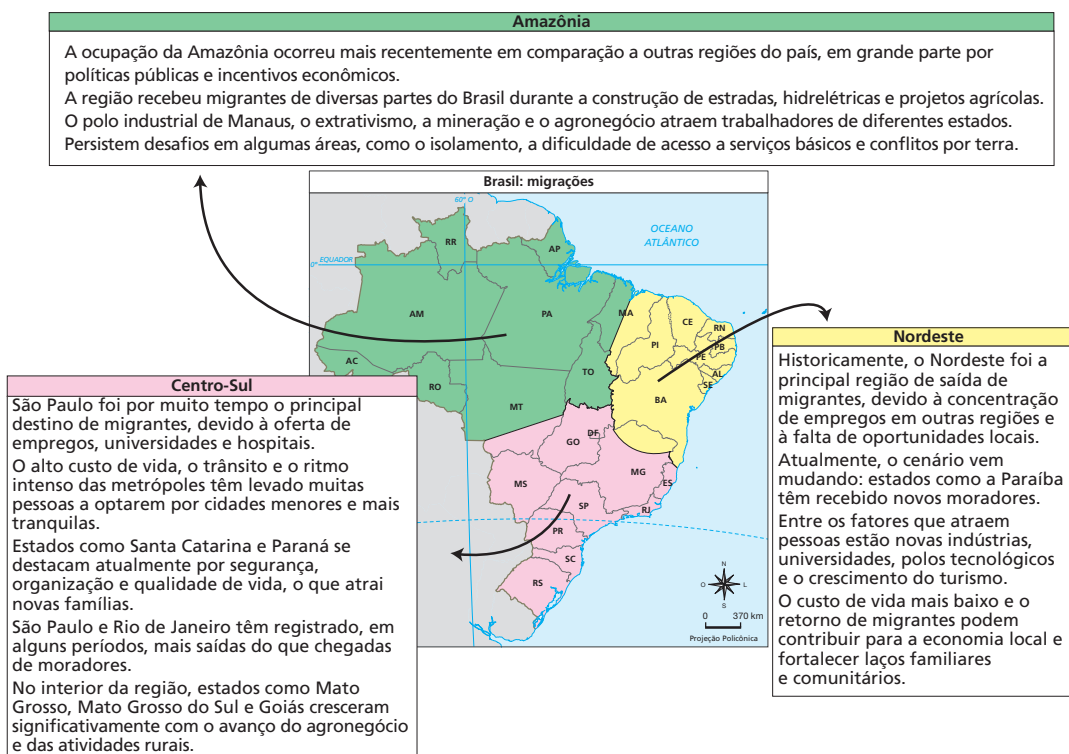 Amazônia
A ocupação da Amazônia ocorreu mais recentemente em comparação a outras regiões do país, em grande parte por
políticas públicas e incentivos econômicos.
A região recebeu migrantes de diversas partes do Brasil durante a construção de estradas, hidrelétricas e projetos agrícolas.
O polo industrial de Manaus, o extrativismo, a mineração e o agronegócio atraem trabalhadores de diferentes estados.
Persistem desafios em algumas áreas, como o isolamento, a dificuldade de acesso a serviços básicos e conflitos por terra.
Brasil: migrações
60° O
OCEANO
ATLÂNTICO
EQUADOR
0°
RR
AP
AM
PA
MA
CE
RN
PB
PE
AL
SE
PI
AC
RO
TO
BA
MT
GO
DF
MG
ES
MS
SP
RJ
PR
SC
RS
N
O
L
S
0 370 km
Projeção Policônica
Centro-Sul
São Paulo foi por muito tempo o principal
destino de migrantes, devido à oferta de
empregos, universidades e hospitais.
O alto custo de vida, o trânsito e o ritmo
intenso das metrópoles têm levado muitas
pessoas a optarem por cidades menores e mais
tranquilas.
Estados como Santa Catarina e Paraná se
destacam atualmente por segurança,
organização e qualidade de vida, o que atrai
novas famílias.
São Paulo e Rio de Janeiro têm registrado, em
alguns períodos, mais saídas do que chegadas
de moradores.
No interior da região, estados como Mato
Grosso, Mato Grosso do Sul e Goiás cresceram
significativamente com o avanço do agronegócio
e das atividades rurais.
Nordeste
Historicamente, o Nordeste foi a
principal região de saída de
migrantes, devido à concentração
de empregos em outras regiões e
à falta de oportunidades locais.
Atualmente, o cenário vem
mudando: estados como a Paraíba
têm recebido novos moradores.
Entre os fatores que atraem
pessoas estão novas indústrias,
universidades, polos tecnológicos
e o crescimento do turismo.
O custo de vida mais baixo e o
retorno de migrantes podem
contribuir para a economia local e
fortalecer laços familiares
e comunitários.